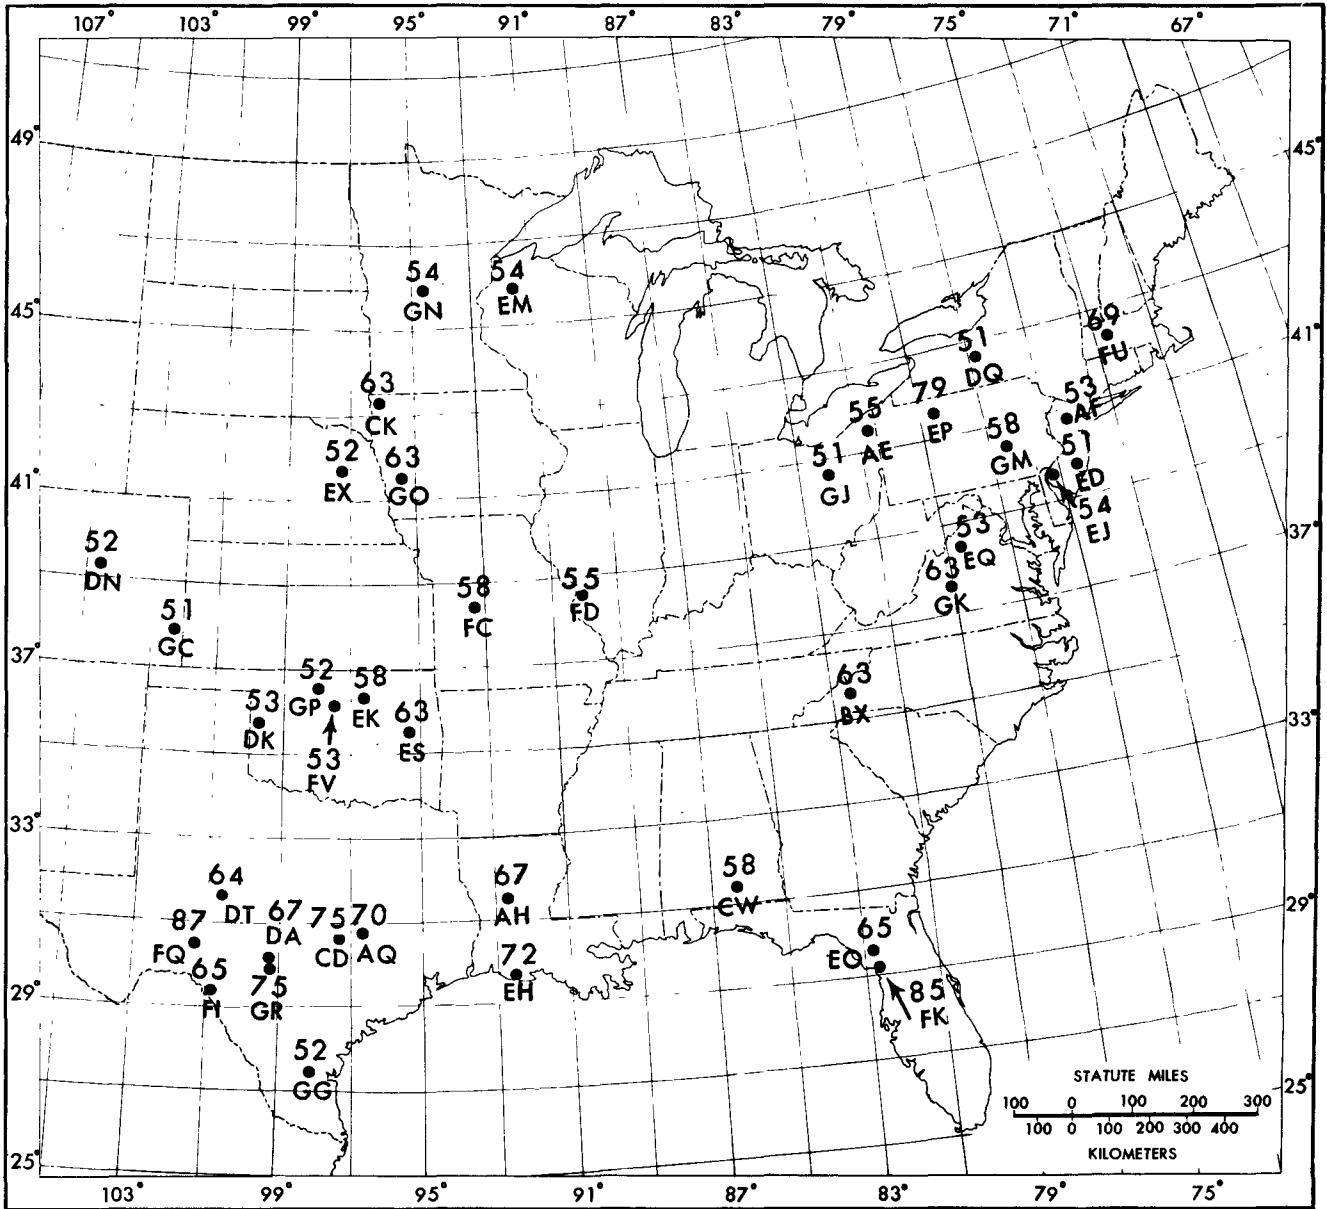 107° 103° 99° 95° 91° 87° 79° 75° 71° 67°
49°
45°
54
GN
54
EM
45°
69
FU
41°
51
DQ
63
CK
79
EP
53
AF
55
AE
58
GM
51
ED
52
EX
63
GO
51
GJ
41°
54
EJ
37°
53
EQ
52
DN
63
GK
58
FC
55
FD
51
GC
37°
52
GP
58
EK
63
BX
53
DK
63
ES
33°
53
FV
33°
64
DT
67
AH
58
CW
29°
87
FQ
67
DA
75
CD
70
AQ
65
EO
65
FI
72
EH
29°
75
GR
85
FK
52
GG
STATUTE MILES
100 0 100 200 300
25°
100 0 100 200 300 400
KILOMETERS
25°
103° 99° 95° 91° 87° 83° 79° 75°